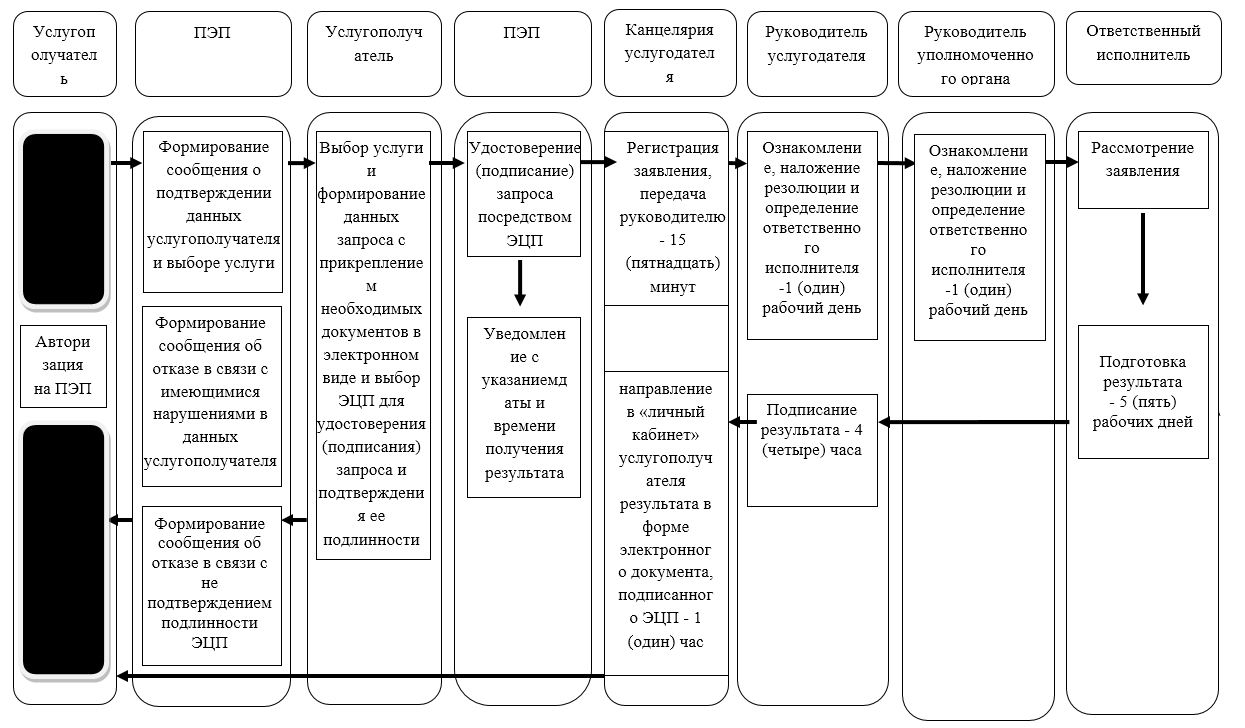 Услугоп
олучател
ь
ПЭП
Услугополуч
атель
ПЭП
Канцелярия
услугодател
я
Руководитель
услугодателя
Руководитель
уполномоченно
го органа
Ответственный
исполнитель
Автори
зация
на ПЭП
Формирование
сообщения о
подтверждении
данных
услугополучателя
и выборе услуги
Формирование
сообщения об
отказе в связи с
имеющимися
нарушениями в
данных
услугополучателя
Формирование
сообщения об
отказе в связи с
не
подтверждением
подлинности
ЭЦП
Выбор услуги
и
формирование
данных
запроса с
прикрепление
м
необходимых
документов в
электронном
виде и выбор
ЭЦП для
удостоверения
(подписания)
запроса и
подтверждени
я ее
подлинности
Удостоверение
(подписание)
запроса
посредством
ЭЦП
Уведомлен
ие с
указаниемд
аты и
времени
получения
результата
Регистрация
заявления,
передача
руководителю
- 15
(пятнадцать)
минут
направление
в «личный
кабинет»
услугополуч
ателя
результата в
форме
электронног
о документа,
подписанног
о ЭЦП - 1
(один) час
Ознакомлени
е, наложение
резолюции и
определение
ответственно
го
исполнителя
-1 (один)
рабочий день
Подписание
результата - 4
(четыре) часа
Ознакомлени
е, наложение
резолюции и
определение
ответственно
го
исполнителя
-1 (один)
рабочий день
Рассмотрение
заявления
Подготовка
результата
- 5 (пять)
рабочих дней